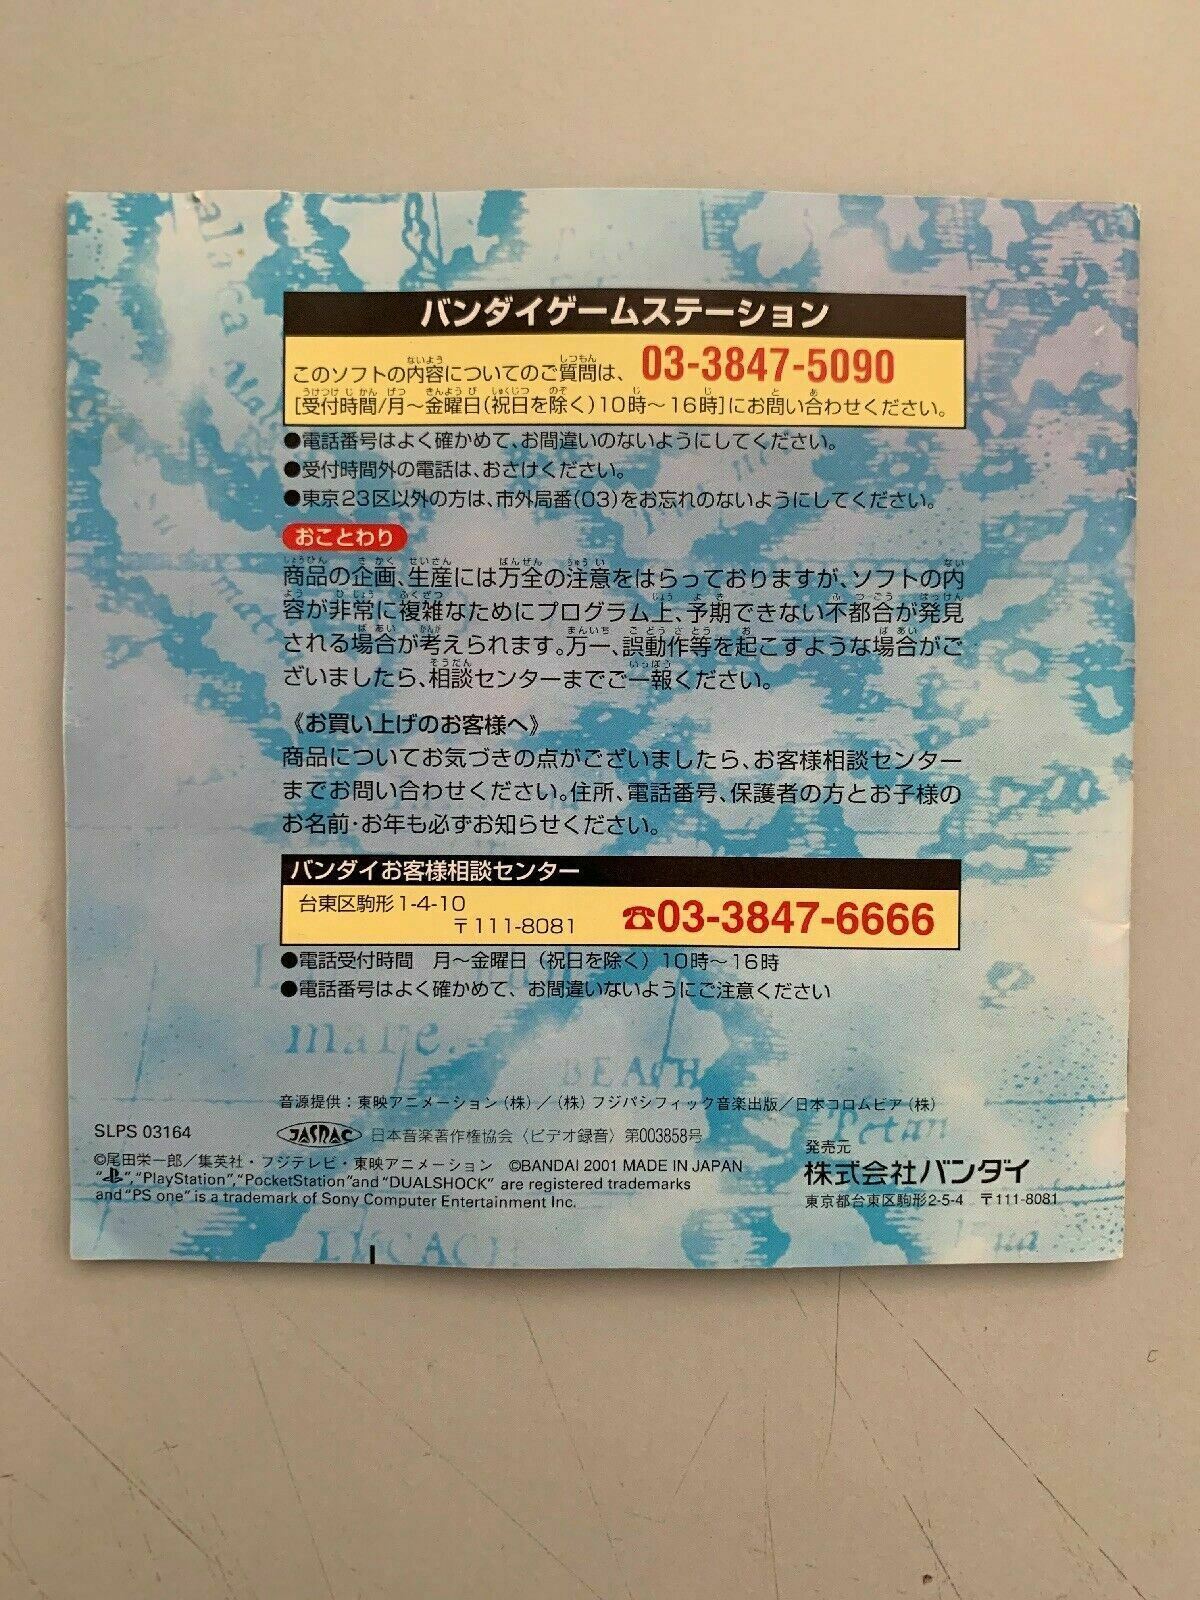 バンダイゲームステーション
このソフトの内容についてのご質問は、 03-3847-5090
[受付時間/月〜金曜日(祝日を除く)10時〜16時]にお問い合わせください。
●電話番号はよく確かめて、お間違いのないようにしてください。
●受付時間外の電話は、おさけください。
●東京23区以外の方は、市外局番(03)をお忘れのないようにしてください。
おことわり
商品の企画、生産には万全の注意をはらっておりますが、ソフトの内
容が非常に複雑なためにプログラム上、予期できない不都合が発見
される場合が考えられます。万一、誤動作等を起こすような場合がご
ざいましたら、相談センターまでご一報ください。
《お買い上げのお客様へ》
商品についてお気づきの点がございましたら、お客様相談センター
までお問い合わせください。住所、電話番号、保護者の方とお子様の
お名前・お年も必ずお知らせください。
バンダイお客様相談センター
台東区駒形1-4-10
〒111-8081 ☎03-3847-6666
●電話受付時間 月〜金曜日(祝日を除く)10時〜16時
●電話番号はよく確かめて、お間違いないようにご注意ください
mare.
BEACH
音源提供:東映アニメーション(株)/(株)フジパシフィック音楽出版/日本コロムビア(株)
SLPS 03164
JASRAC 日本音楽著作権協会〈ビデオ録音〉第003858号
©尾田栄一郎/集英社・フジテレビ・東映アニメーション ©BANDAI 2001 MADE IN JAPAN
"PS", "PlayStation", "PocketStation" and "DUALSHOCK" are registered trademarks
and "PS one" is a trademark of Sony Computer Entertainment Inc.
発売元
株式会社バンダイ
東京都台東区駒形2-5-4 〒111-8081